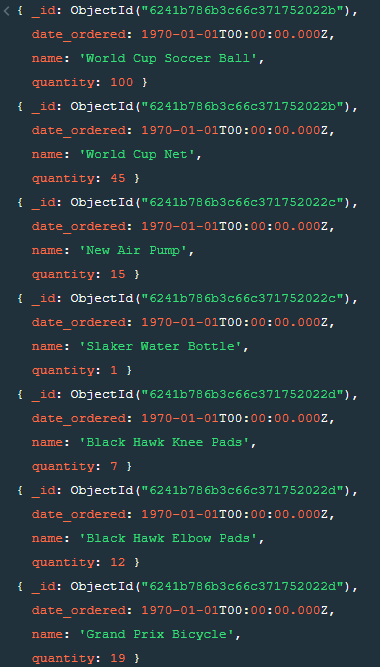 { _id: ObjectId("6241b786b3c66c371752022b"),
date_ordered: 1970-01-01T00:00:00.000Z,
name: 'World Cup Soccer Ball',
quantity: 100 }
{ _id: ObjectId("6241b786b3c66c371752022b"),
date_ordered: 1970-01-01T00:00:00.000Z,
name: 'World Cup Net',
quantity: 45 }
{ _id: ObjectId("6241b786b3c66c371752022c"),
date_ordered: 1970-01-01T00:00:00.000Z,
name: 'New Air Pump',
quantity: 15 }
{ _id: ObjectId("6241b786b3c66c371752022c"),
date_ordered: 1970-01-01T00:00:00.000Z,
name: 'Slaker Water Bottle',
quantity: 1 }
{ _id: ObjectId("6241b786b3c66c371752022d"),
date_ordered: 1970-01-01T00:00:00.000Z,
name: 'Black Hawk Knee Pads',
quantity: 7 }
{ _id: ObjectId("6241b786b3c66c371752022d"),
date_ordered: 1970-01-01T00:00:00.000Z,
name: 'Black Hawk Elbow Pads',
quantity: 12 }
{ _id: ObjectId("6241b786b3c66c371752022d"),
date_ordered: 1970-01-01T00:00:00.000Z,
name: 'Grand Prix Bicycle',
quantity: 19 }